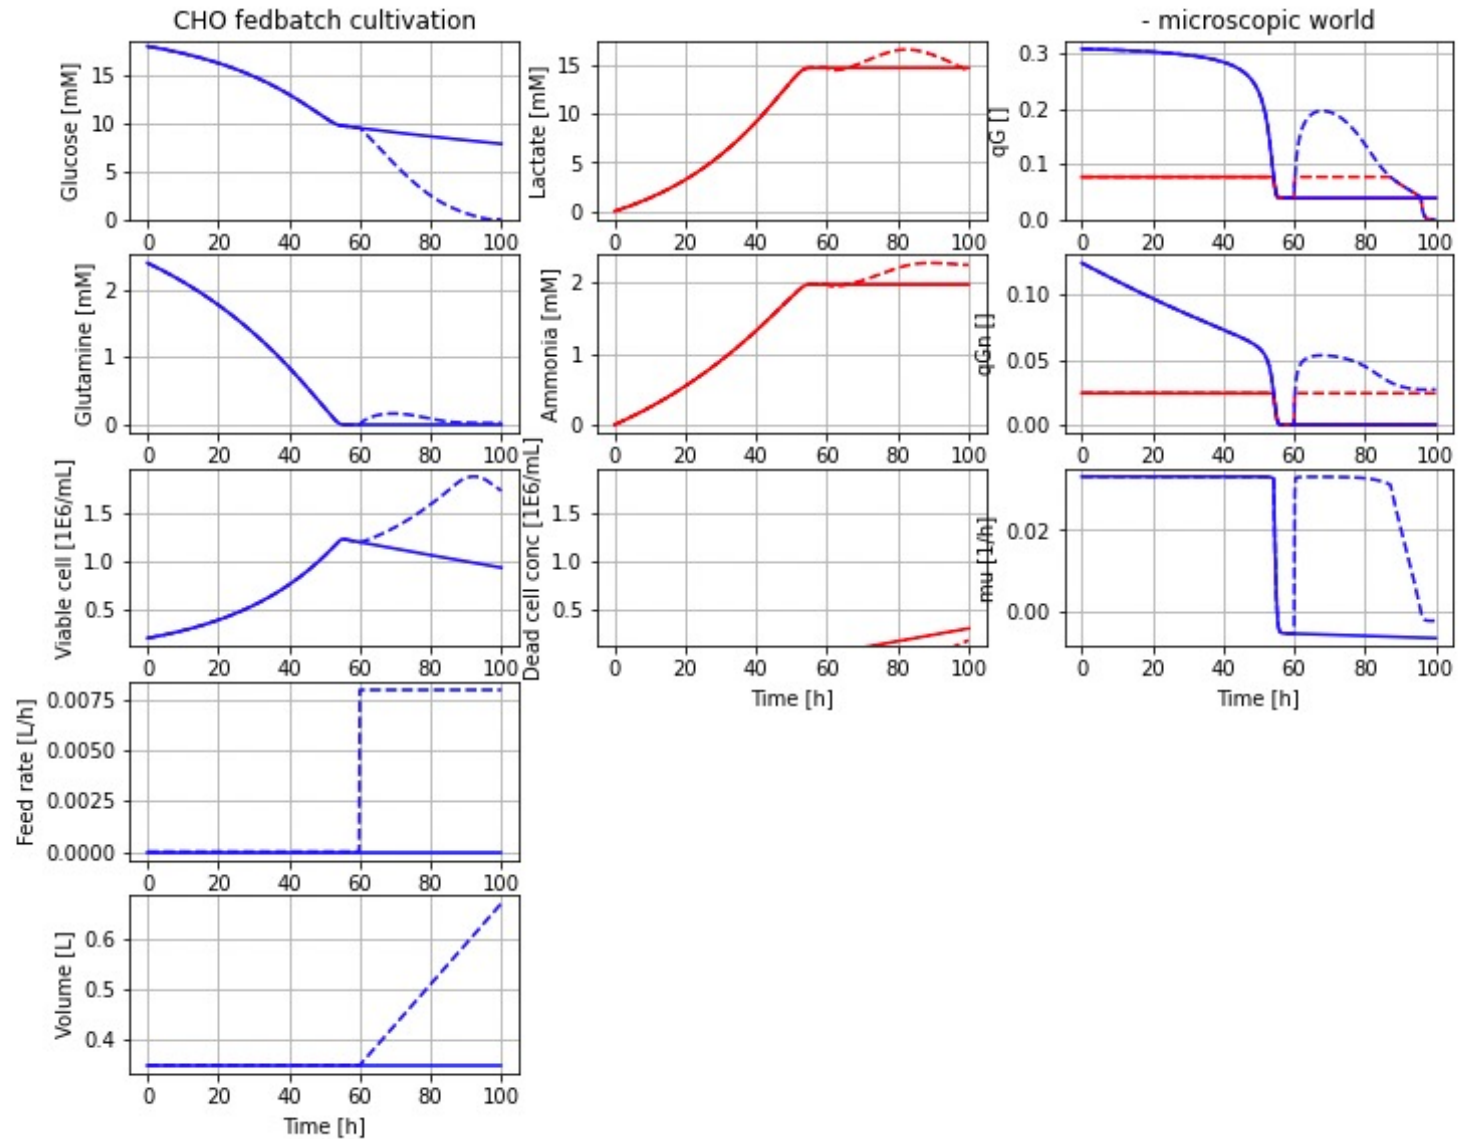 CHO fedbatch cultivation
- microscopic world
Glucose [mM]
15
10
5
0
0 20 40 60 80 100
Lactate [mM]
15
10
5
0
0 20 40 60 80 100
qG []
0.3
0.2
0.1
0.0
0 20 40 60 80 100
Glutamine [mM]
2
1
0
0 20 40 60 80 100
Ammonia [mM]
2
1
0
0 20 40 60 80 100
qGn []
0.10
0.05
0.00
0 20 40 60 80 100
Viable cell [1E6/mL]
1.5
1.0
0.5
0 20 40 60 80 100
Dead cell conc [1E6/mL]
1.5
1.0
0.5
0 20 40 60 80 100
Time [h]
mu [1/h]
0.02
0.00
0 20 40 60 80 100
Time [h]
Feed rate [L/h]
0.0075
0.0050
0.0025
0.0000
0 20 40 60 80 100
Volume [L]
0.6
0.5
0.4
0 20 40 60 80 100
Time [h]